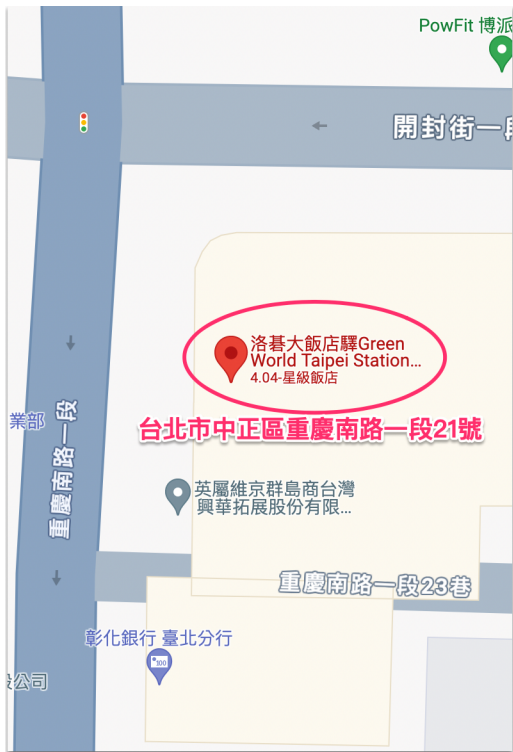 PowFit 博派
開封街一段
洛碁大飯店驛Green
World Taipei Station...
4.04-星級飯店
業部
台北市中正區重慶南路一段21號
重慶南路一段
英屬維京群島商台灣
興華拓展股份有限...
重慶南路一段23巷
彰化銀行 臺北分行
100
公司